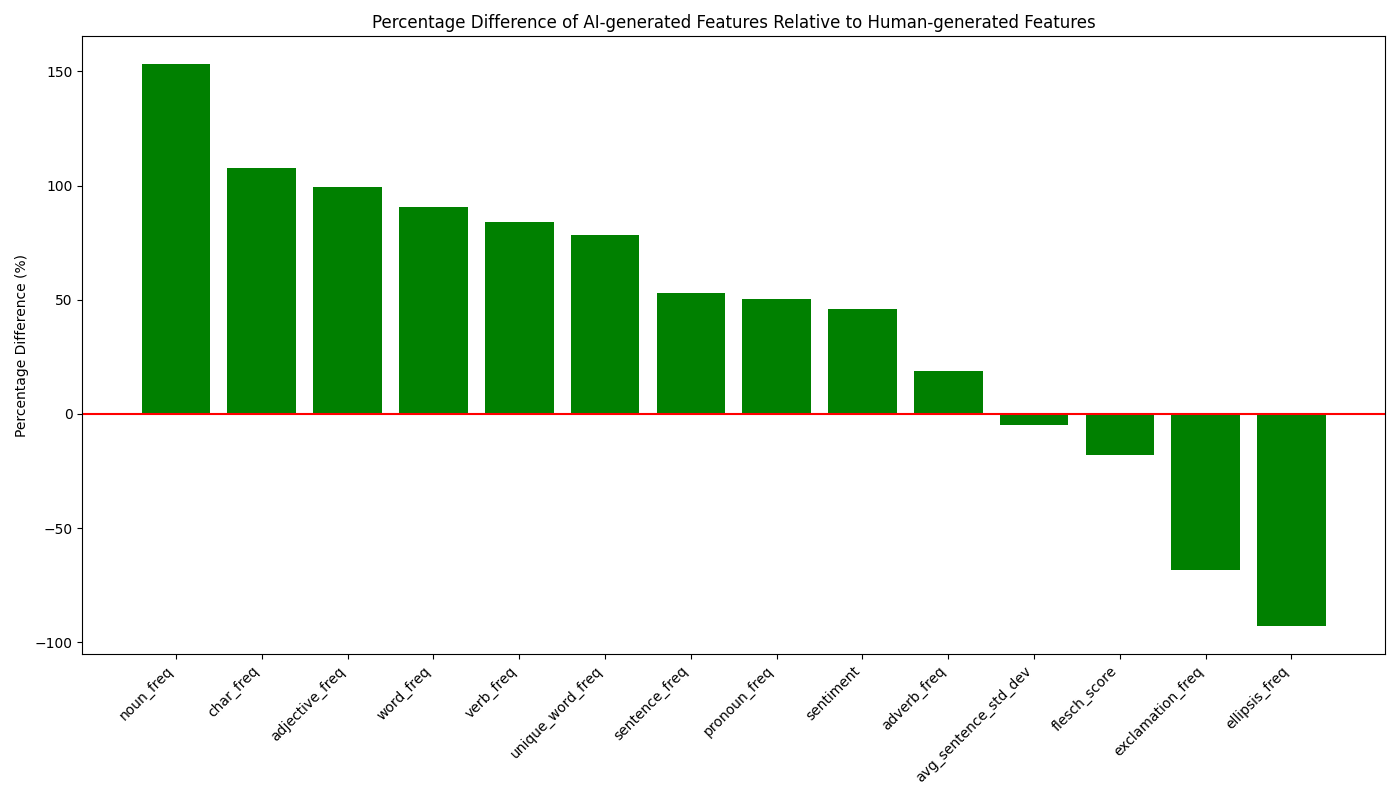 Percentage Difference of AI-generated Features Relative to Human-generated Features
Percentage Difference (%)
150
100
50
0
−50
−100
noun_freq
char_freq
adjective_freq
word_freq
verb_freq
unique_word_freq
sentence_freq
pronoun_freq
sentiment
adverb_freq
avg_sentence_std_dev
flesch_score
exclamation_freq
ellipsis_freq